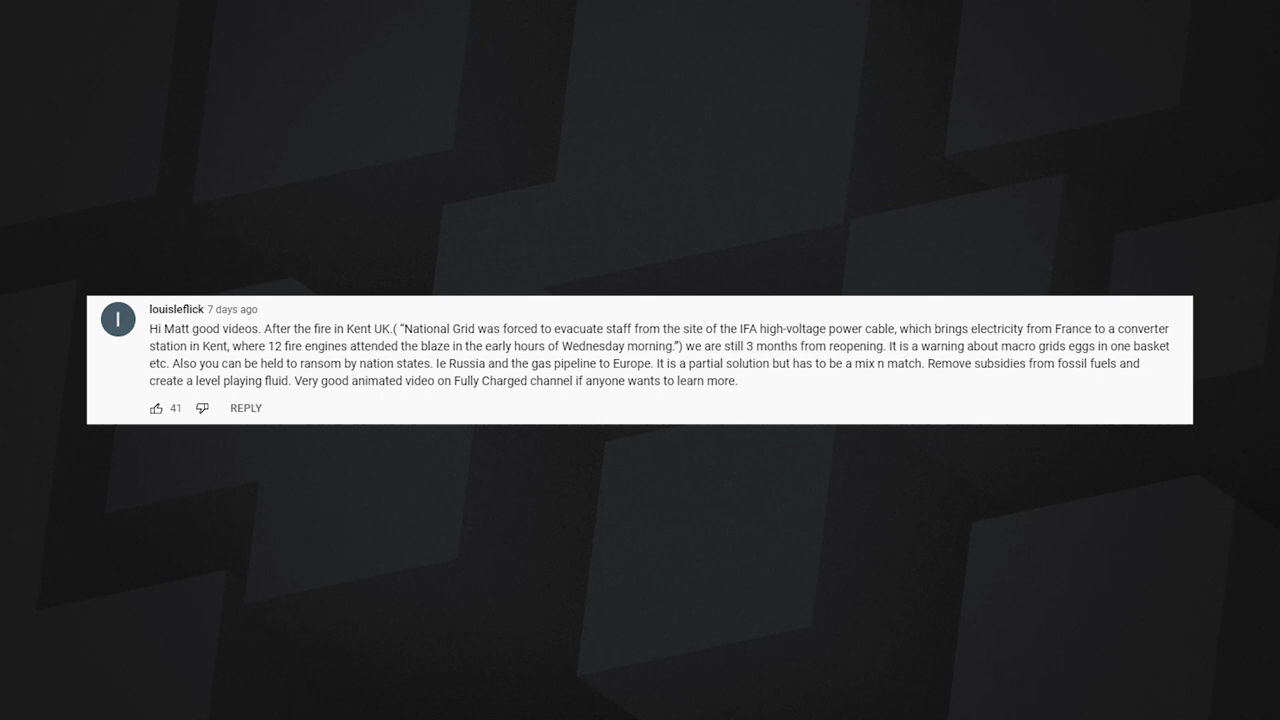 l
louisleflick 7 days ago
Hi Matt good videos. After the fire in Kent UK.( “National Grid was forced to evacuate staff from the site of the IFA high-voltage power cable, which brings electricity from France to a converter
station in Kent, where 12 fire engines attended the blaze in the early hours of Wednesday morning.”) we are still 3 months from reopening. It is a warning about macro grids eggs in one basket
etc. Also you can be held to ransom by nation states. Ie Russia and the gas pipeline to Europe. It is a partial solution but has to be a mix n match. Remove subsidies from fossil fuels and
create a level playing fluid. Very good animated video on Fully Charged channel if anyone wants to learn more.
41 REPLY